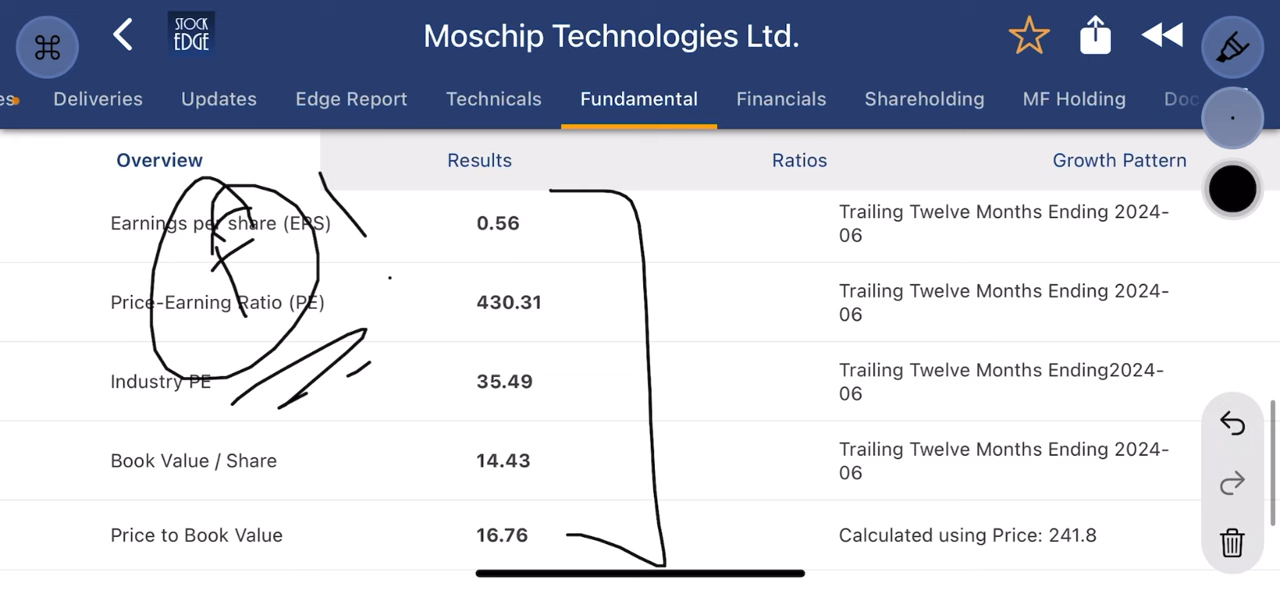 STOCK EDGE
Moschip Technologies Ltd.
es Deliveries Updates Edge Report Technicals Fundamental Financials Shareholding MF Holding Doc
Overview Results Ratios Growth Pattern
Earnings per share (EPS) 0.56 Trailing Twelve Months Ending 2024-
06
Price-Earning Ratio (PE) 430.31 Trailing Twelve Months Ending 2024-
06
Industry PE 35.49 Trailing Twelve Months Ending2024-
06
Book Value / Share 14.43 Trailing Twelve Months Ending 2024-
06
Price to Book Value 16.76 Calculated using Price: 241.8